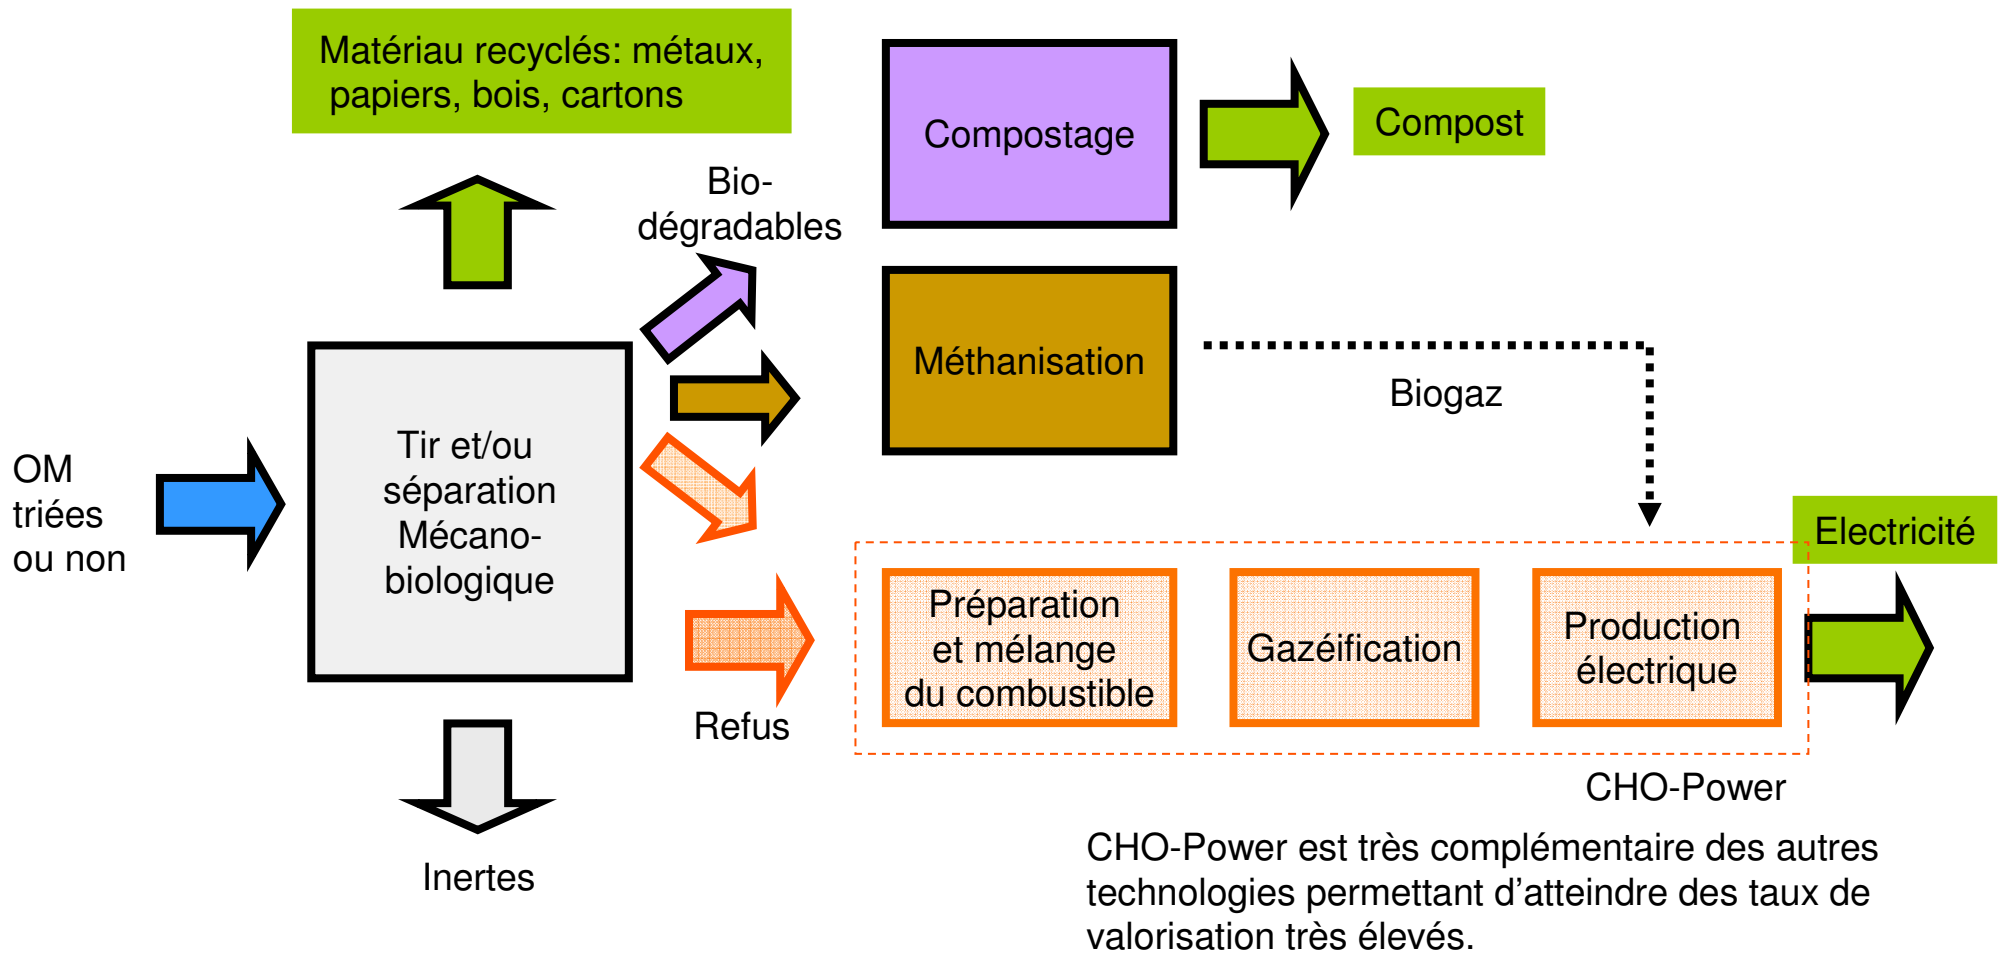 Matériau recyclés: métaux,
papiers, bois, cartons
Compostage
Compost
Bio-
dégradables
Méthanisation
Biogaz
OM
triées
ou non
Tir et/ou
séparation
Mécano-
biologique
Electricité
Préparation
et mélange
du combustible
Gazéification
Production
électrique
Refus
CHO-Power
Inertes
CHO-Power est très complémentaire des autres
technologies permettant d’atteindre des taux de
valorisation très élevés.